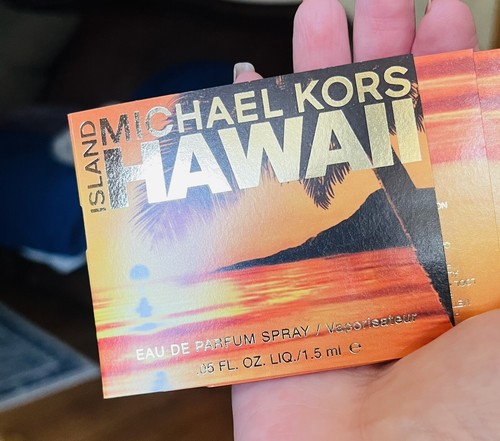 ISLAND
MICHAEL KORS
HAWAII
EAU DE PARFUM SPRAY / Vaporisateur
.05 FL. OZ. LIQ./1.5 ml e